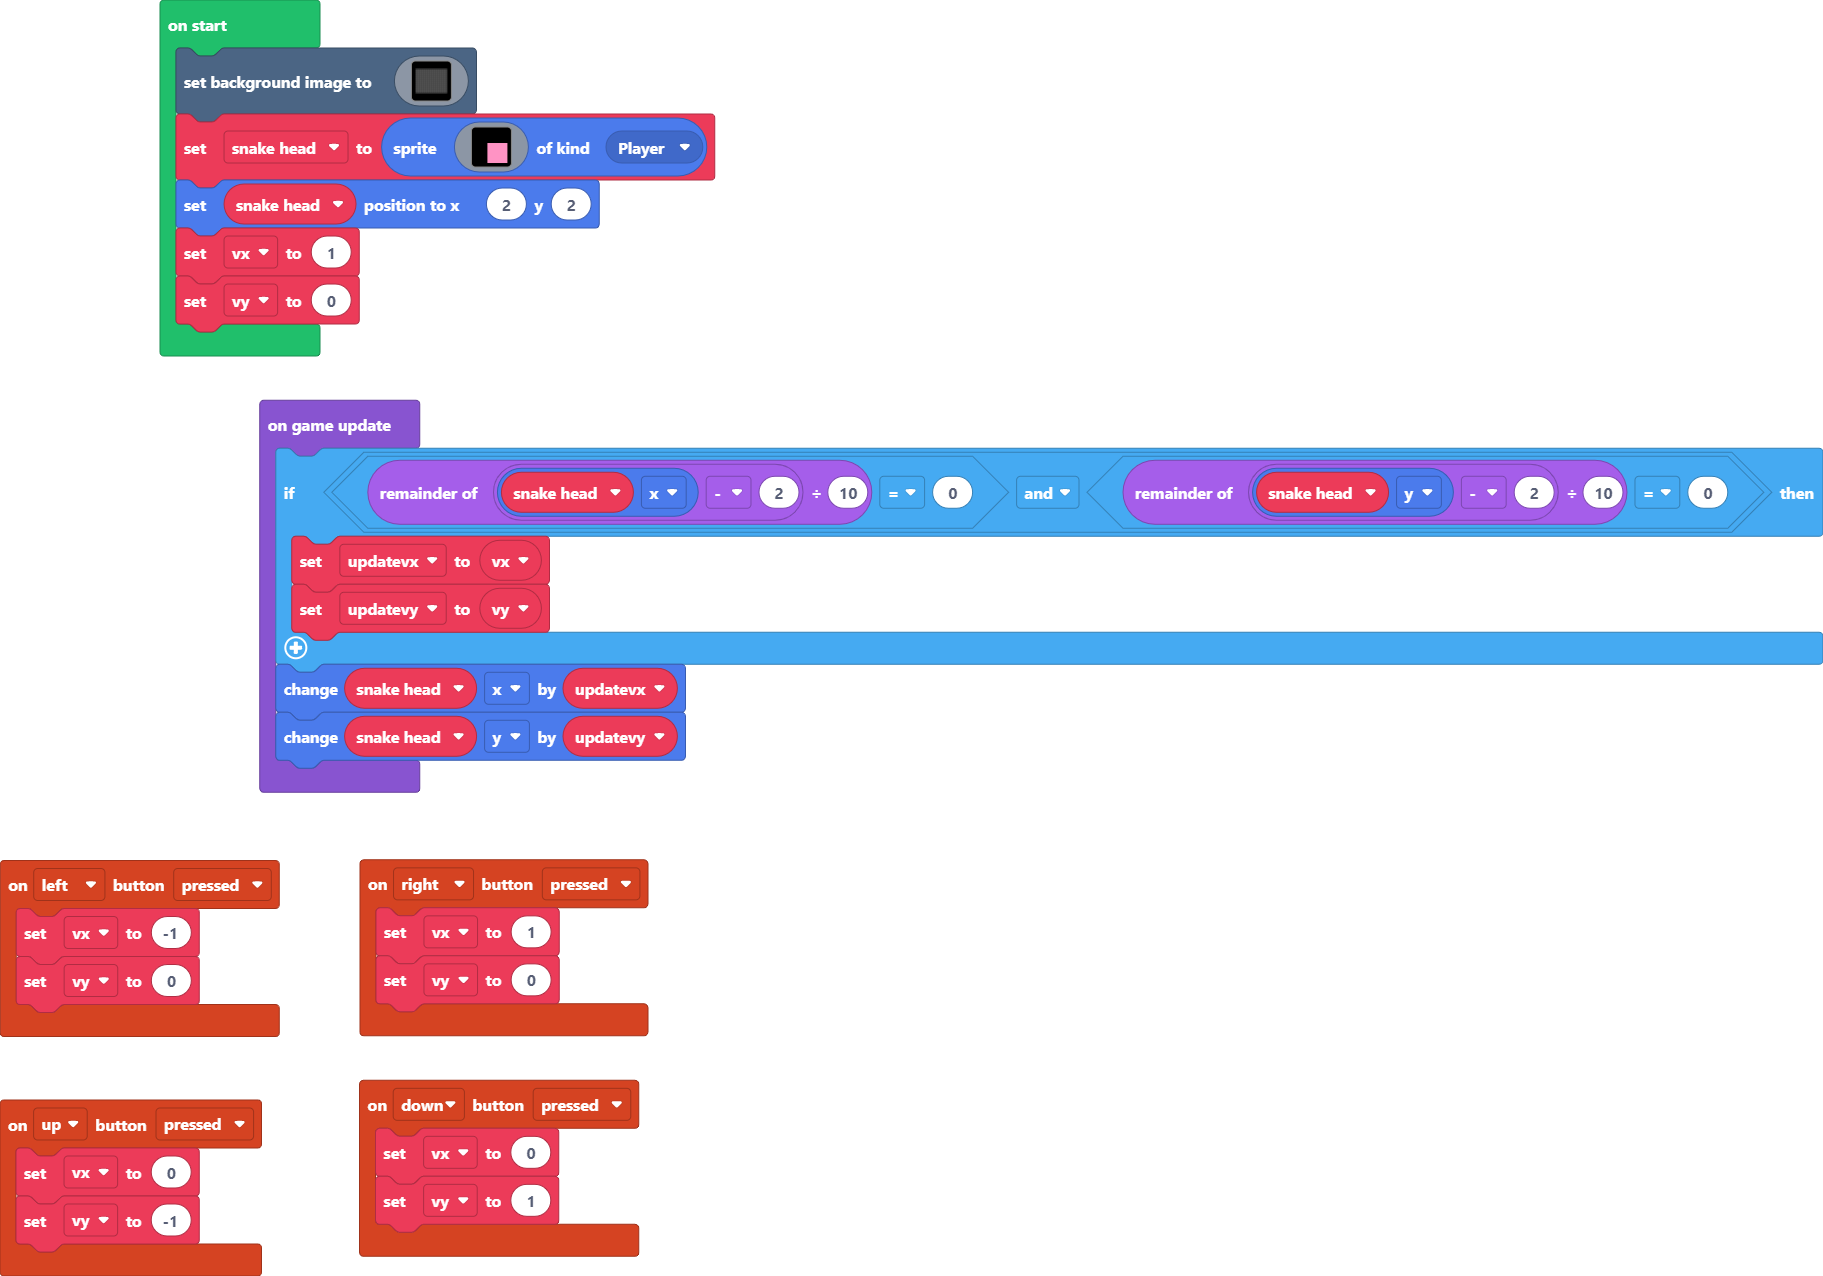 on start
set background image to
set snake head to sprite of kind Player
set snake head position to x 2 y 2
set vx to 1
set vy to 0
on game update
if remainder of snake head x - 2 ÷ 10 = 0 and remainder of snake head y - 2 ÷ 10 = 0 then
set updatevx to vx
set updatevy to vy
change snake head x by updatevx
change snake head y by updatevy
on left button pressed
set vx to -1
set vy to 0
on right button pressed
set vx to 1
set vy to 0
on up button pressed
set vx to 0
set vy to -1
on down button pressed
set vx to 0
set vy to 1